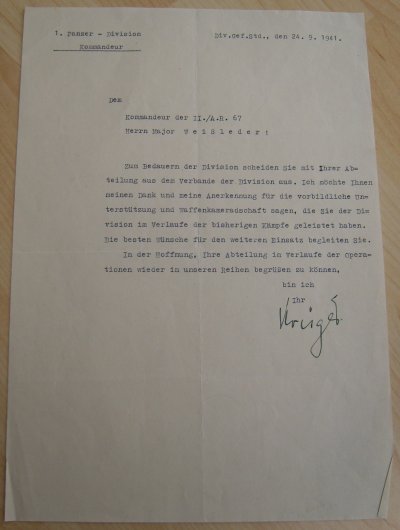 1. Panzer - Division
Div.Gef.Std., den 24. 9. 1941.
Kommandeur
Dem
Kommandeur der II./A.R. 67
Herrn Major W e i ß l e d e r !
Zum Bedauern der Division scheiden Sie mit Ihrer Ab-
teilung aus dem Verbande der Division aus. Ich möchte Ihnen
meinen Dank und meine Anerkennung für die vorbildliche Un-
terstützung und Waffenkameradschaft sagen, die Sie der Di-
vision im Verlaufe der bisherigen Kämpfe geleistet haben.
Die besten Wünsche für den weiteren Einsatz begleiten Sie.
In der Hoffnung, Ihre Abteilung im Verlaufe der Opera-
tionen wieder in unseren Reihen begrüßen zu können,
bin ich
Ihr
Krüger